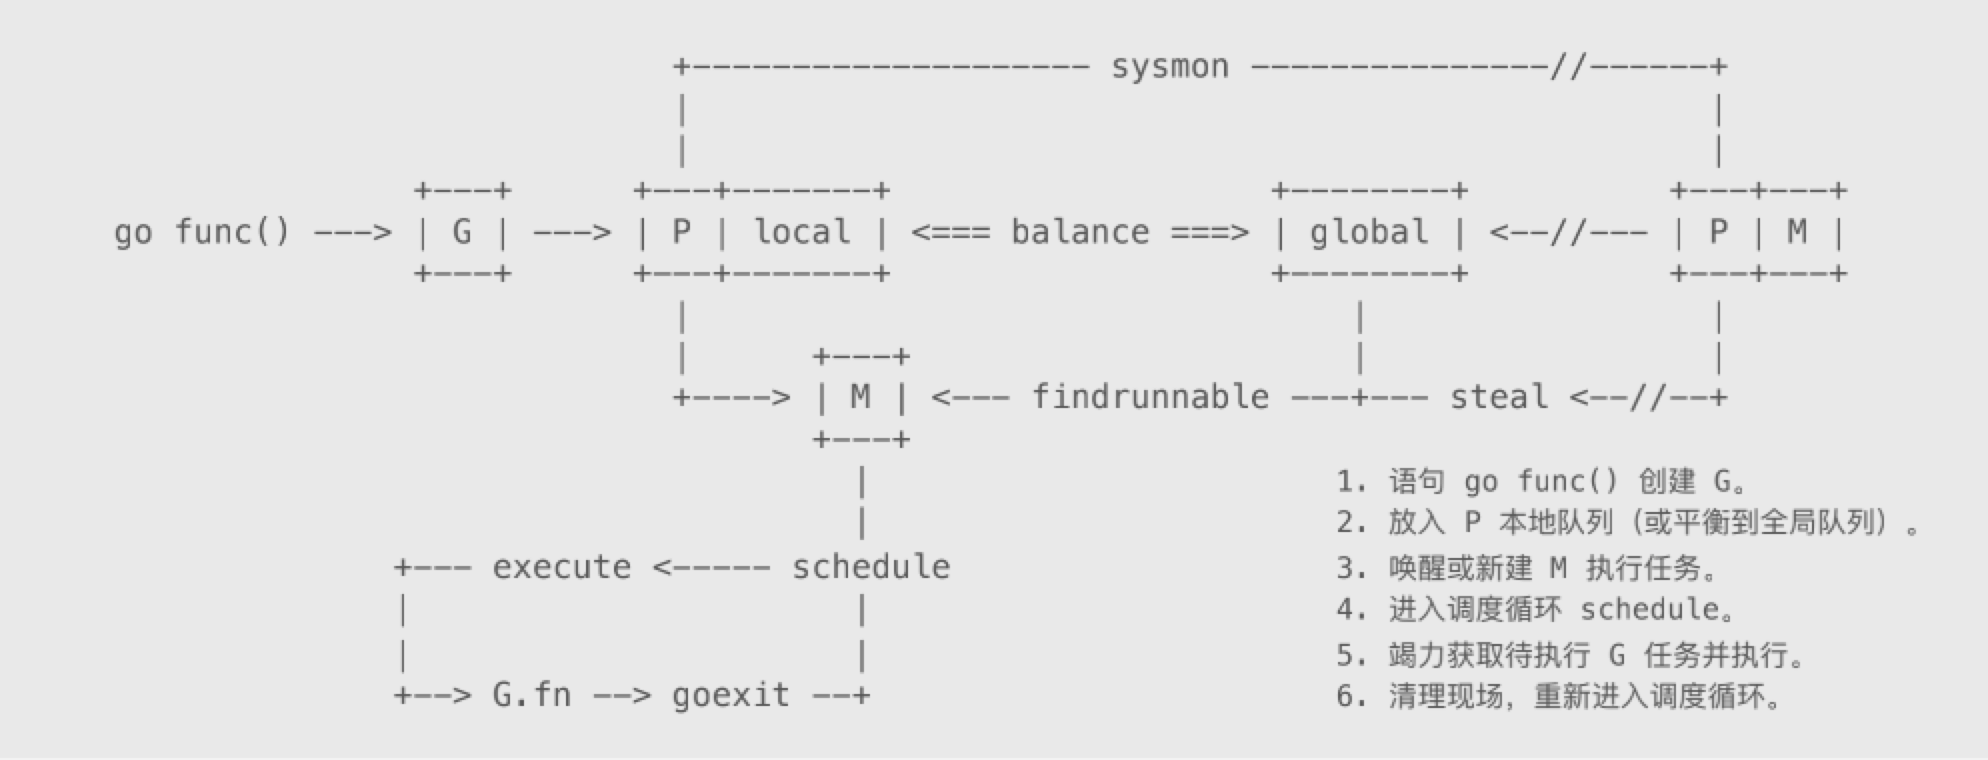 +-------------------- sysmon ---------------//------+
|                                                   |
|                                                   |
+---+     +---+-------+                   +--------+          +---+---+
go func() ---> | G | ---> | P | local | <=== balance ===> | global | <--//--- | P | M |
+---+     +---+-------+                   +--------+          +---+---+
|                                 |                 |
|      +---+                      |                 |
+----> | M | <--- findrunnable ---+--- steal <--//--+
+---+
|
|
+--- execute <----- schedule
|                      |
|                      |
+--> G.fn --> goexit --+
1. 语句 go func() 创建 G。
2. 放入 P 本地队列（或平衡到全局队列）。
3. 唤醒或新建 M 执行任务。
4. 进入调度循环 schedule。
5. 竭力获取待执行 G 任务并执行。
6. 清理现场，重新进入调度循环。